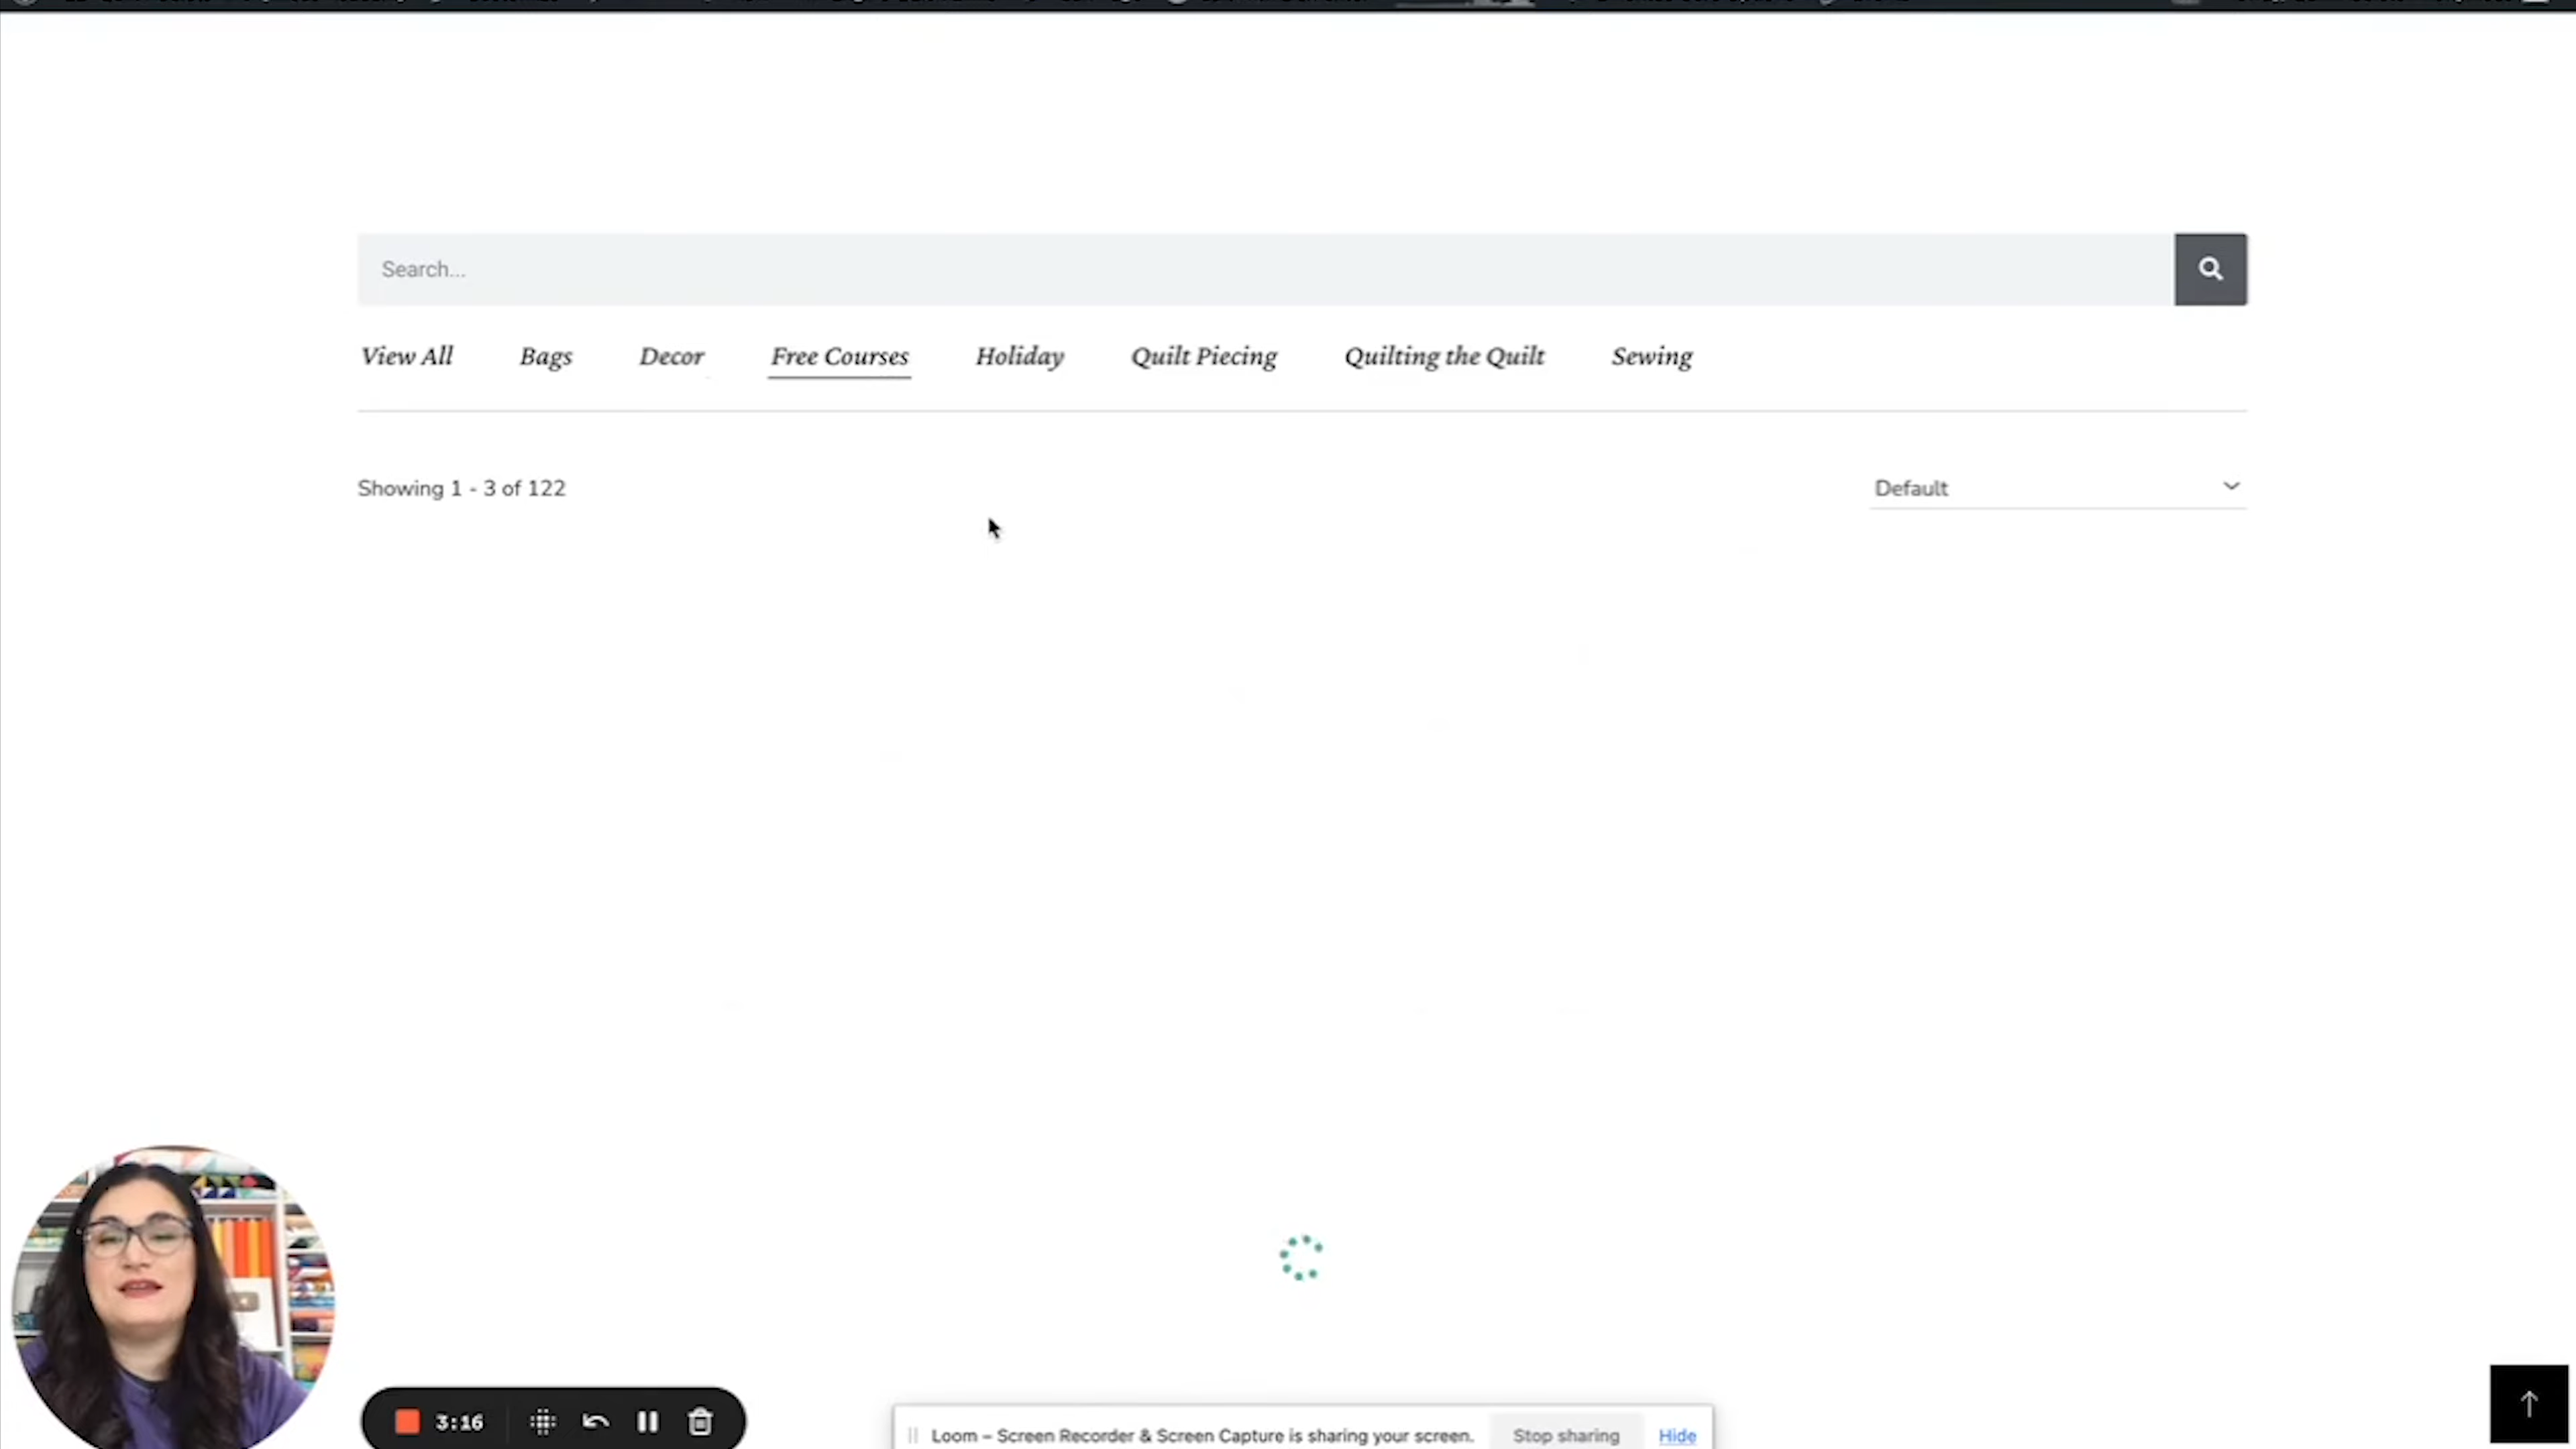 Search...
View All Bags Decor Free Courses Holiday Quilt Piecing Quilting the Quilt Sewing
Showing 1 - 3 of 122 Default
3:16
Loom – Screen Recorder & Screen Capture is sharing your screen. Stop sharing Hide